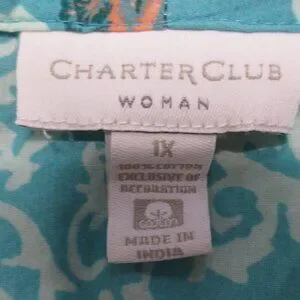 CHARTER CLUB
WOMAN
1X
100% COTTON
EXCLUSIVE OF
DECORATION
MADE IN
INDIA